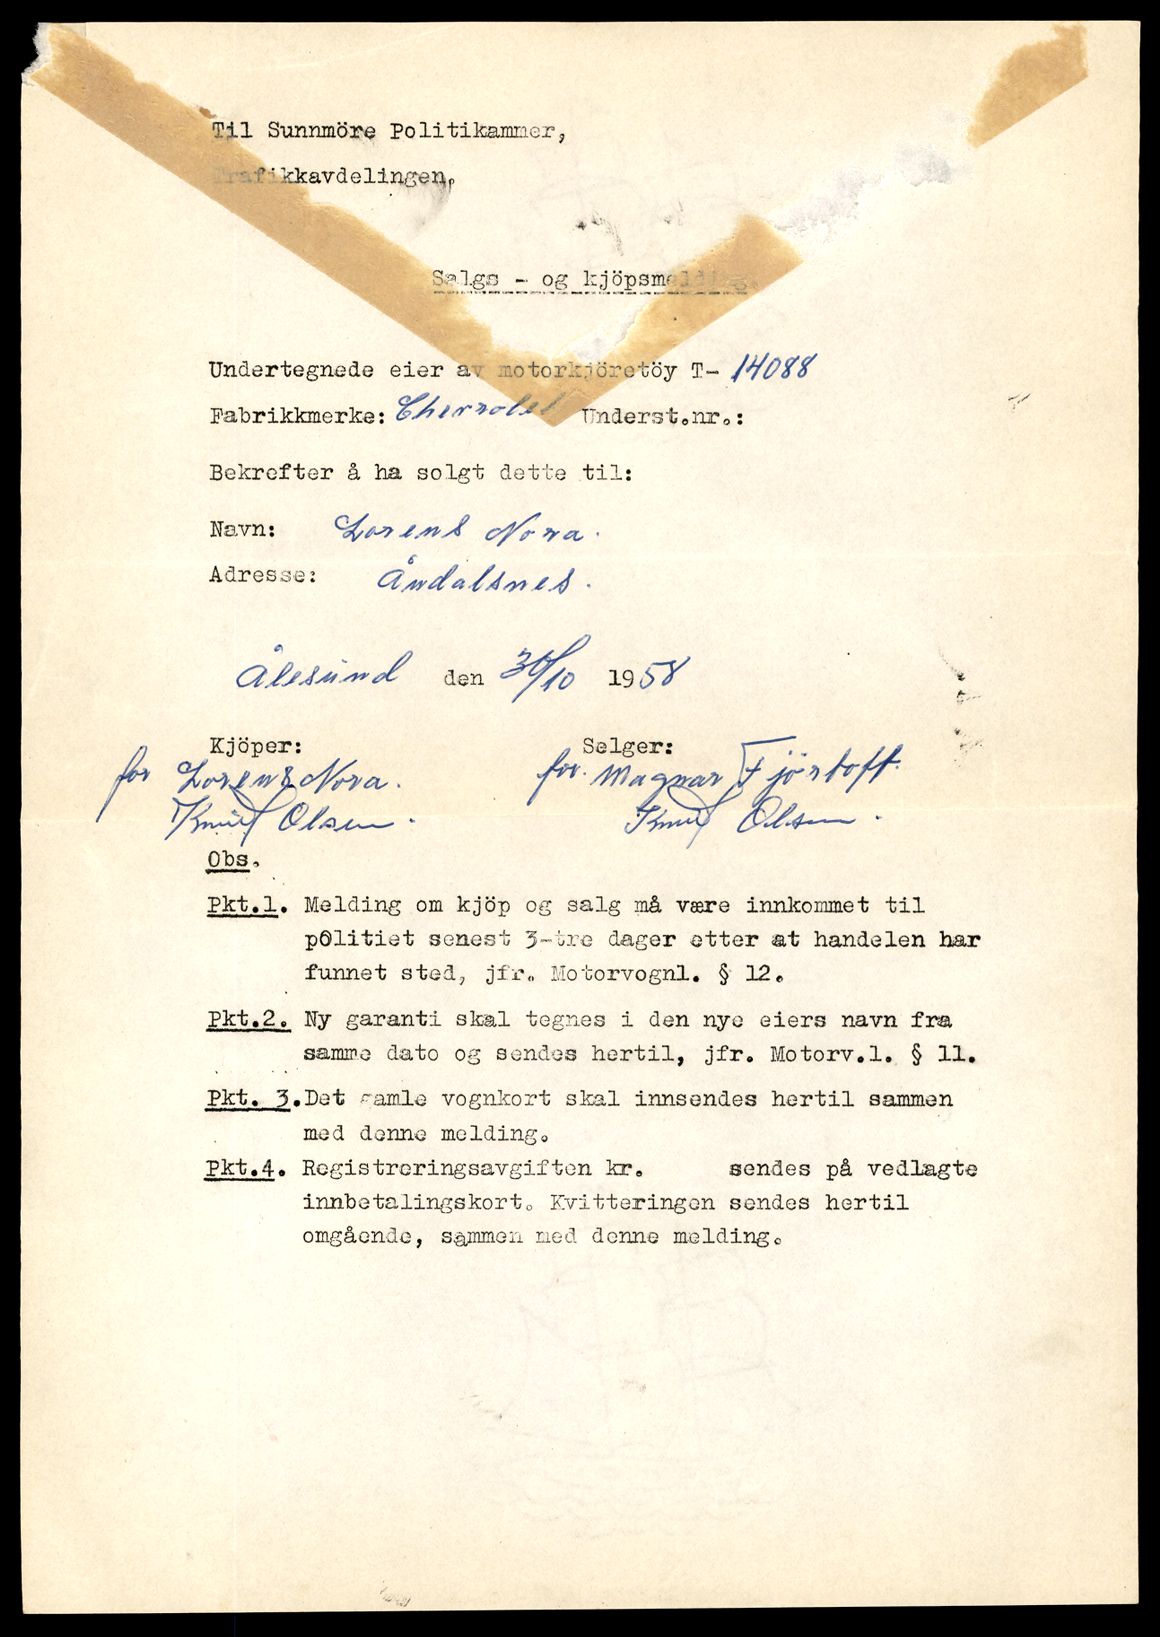 Til Sunnmöre Politikammer,
Trafikkavdelingen.
Salgs - og kjöpsmelding.
Undertegnede eier av motorkjöretöy T- 14088
Fabrikkmerke: Chevrolet Underst.nr.:
Bekrefter å ha solgt dette til:
Navn: Lorens Nora.
Adresse: Åndalsnes.
Ålesund den 30/10 1958
Kjöper: Selger:
for Lorens Nora. for. Magnar Fjörtoft.
Knut Olsen. Knut Olsen.
Obs.
Pkt.1. Melding om kjöp og salg må være innkommet til
politiet senest 3-tre dager etter at handelen har
funnet sted, jfr. Motorvognl. § 12.
Pkt.2. Ny garanti skal tegnes i den nye eiers navn fra
samme dato og sendes hertil, jfr. Motorv.l. § 11.
Pkt. 3. Det gamle vognkort skal innsendes hertil sammen
med denne melding.
Pkt.4. Registreringsavgiften kr. sendes på vedlagte
innbetalingskort. Kvitteringen sendes hertil
omgående, sammen med denne melding.